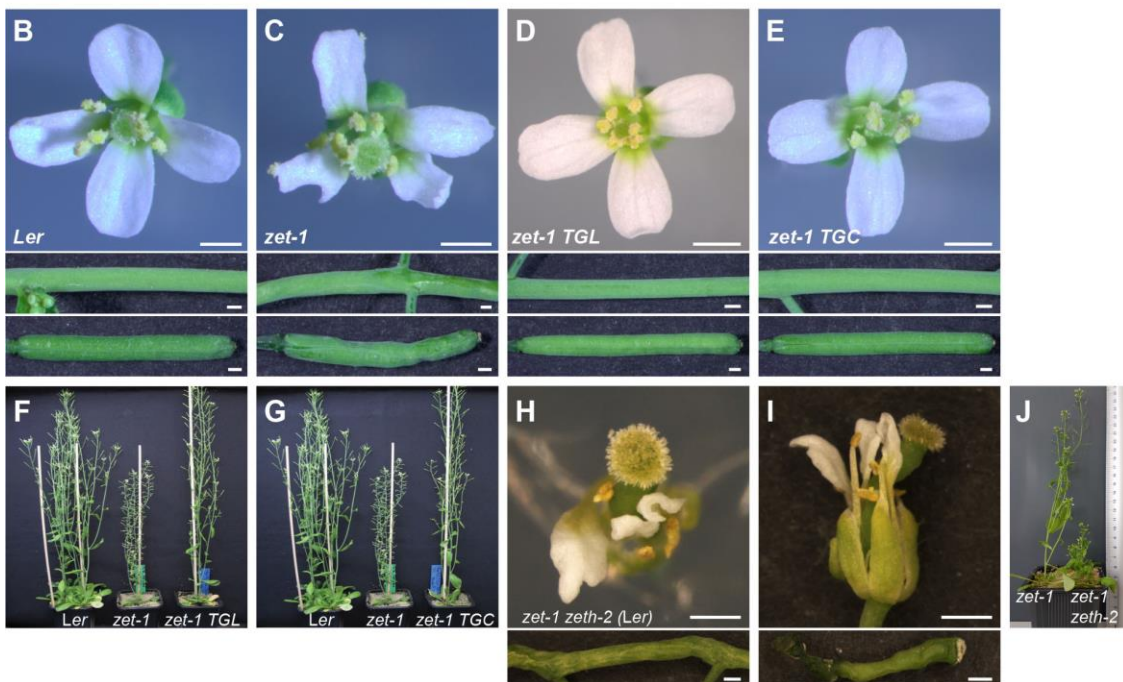 B
Ler
C
zet-1
D
zet-1 TGL
E
zet-1 TGC
F
Ler zet-1 zet-1 TGL
G
Ler zet-1 zet-1 TGC
H
zet-1 zeth-2 (Ler)
I
J
zet-1 zet-1
zeth-2